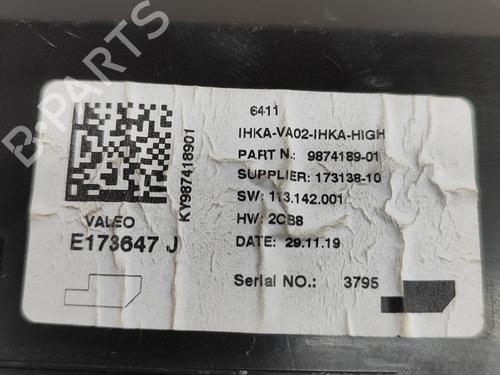 B-PARTS
6411
IHKA-VA02-IHKA-HIGH
PART N.: 9874189-01
SUPPLIER: 173138-10
SW: 113.142.001
HW: 2CB8
DATE: 29.11.19
Serial NO.: 3795
KY987418901
VALEO
E173647 J